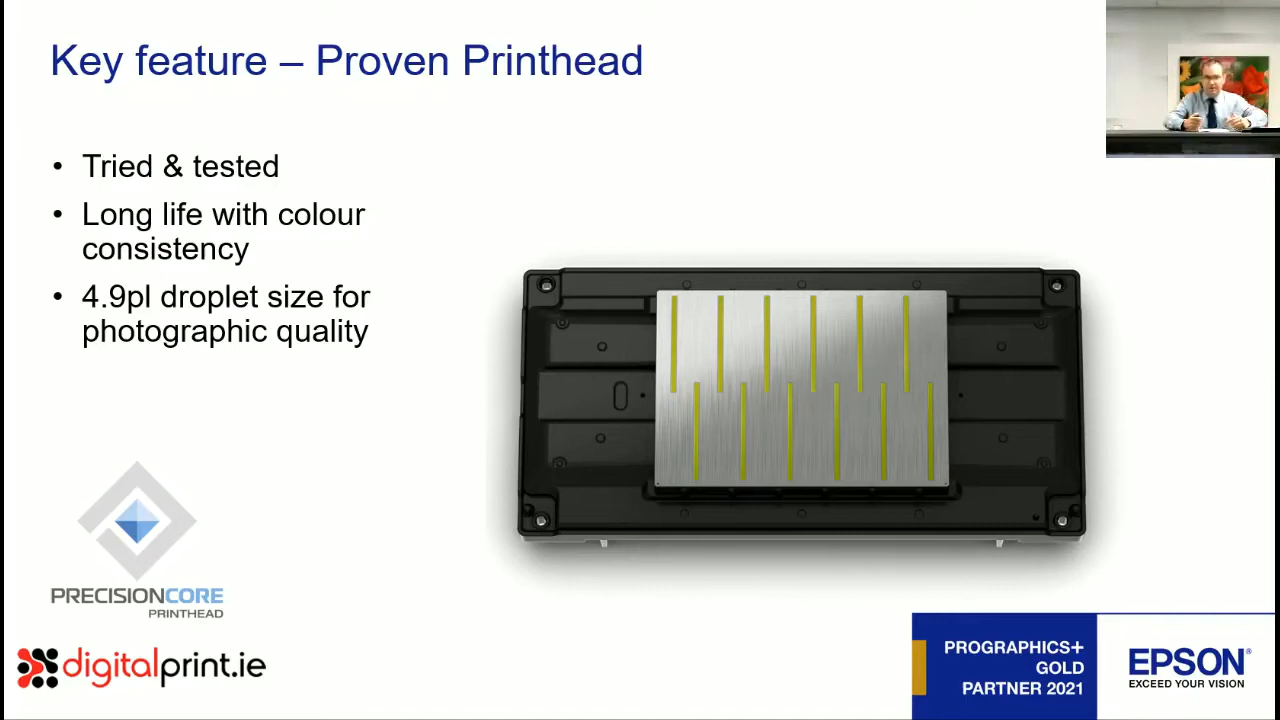 Key feature – Proven Printhead
• Tried & tested
• Long life with colour
consistency
• 4.9pl droplet size for
photographic quality
PRECISIONCORE
PRINTHEAD
digitalprint.ie
PROGRAPHICS+
GOLD
PARTNER 2021
EPSON®
EXCEED YOUR VISION